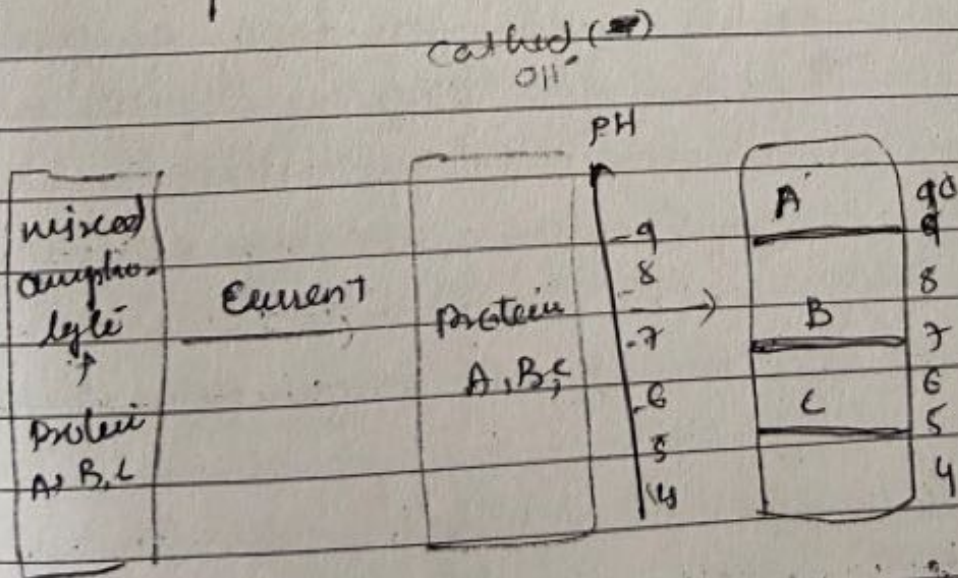 Cathod (-)
OH⁻
PH
mixed
ampho-
lyte
+
Protein
A, B, C
Current
Protein
A, B, C
9
8
7
6
5
4
A
B
C
9
8
7
6
5
4